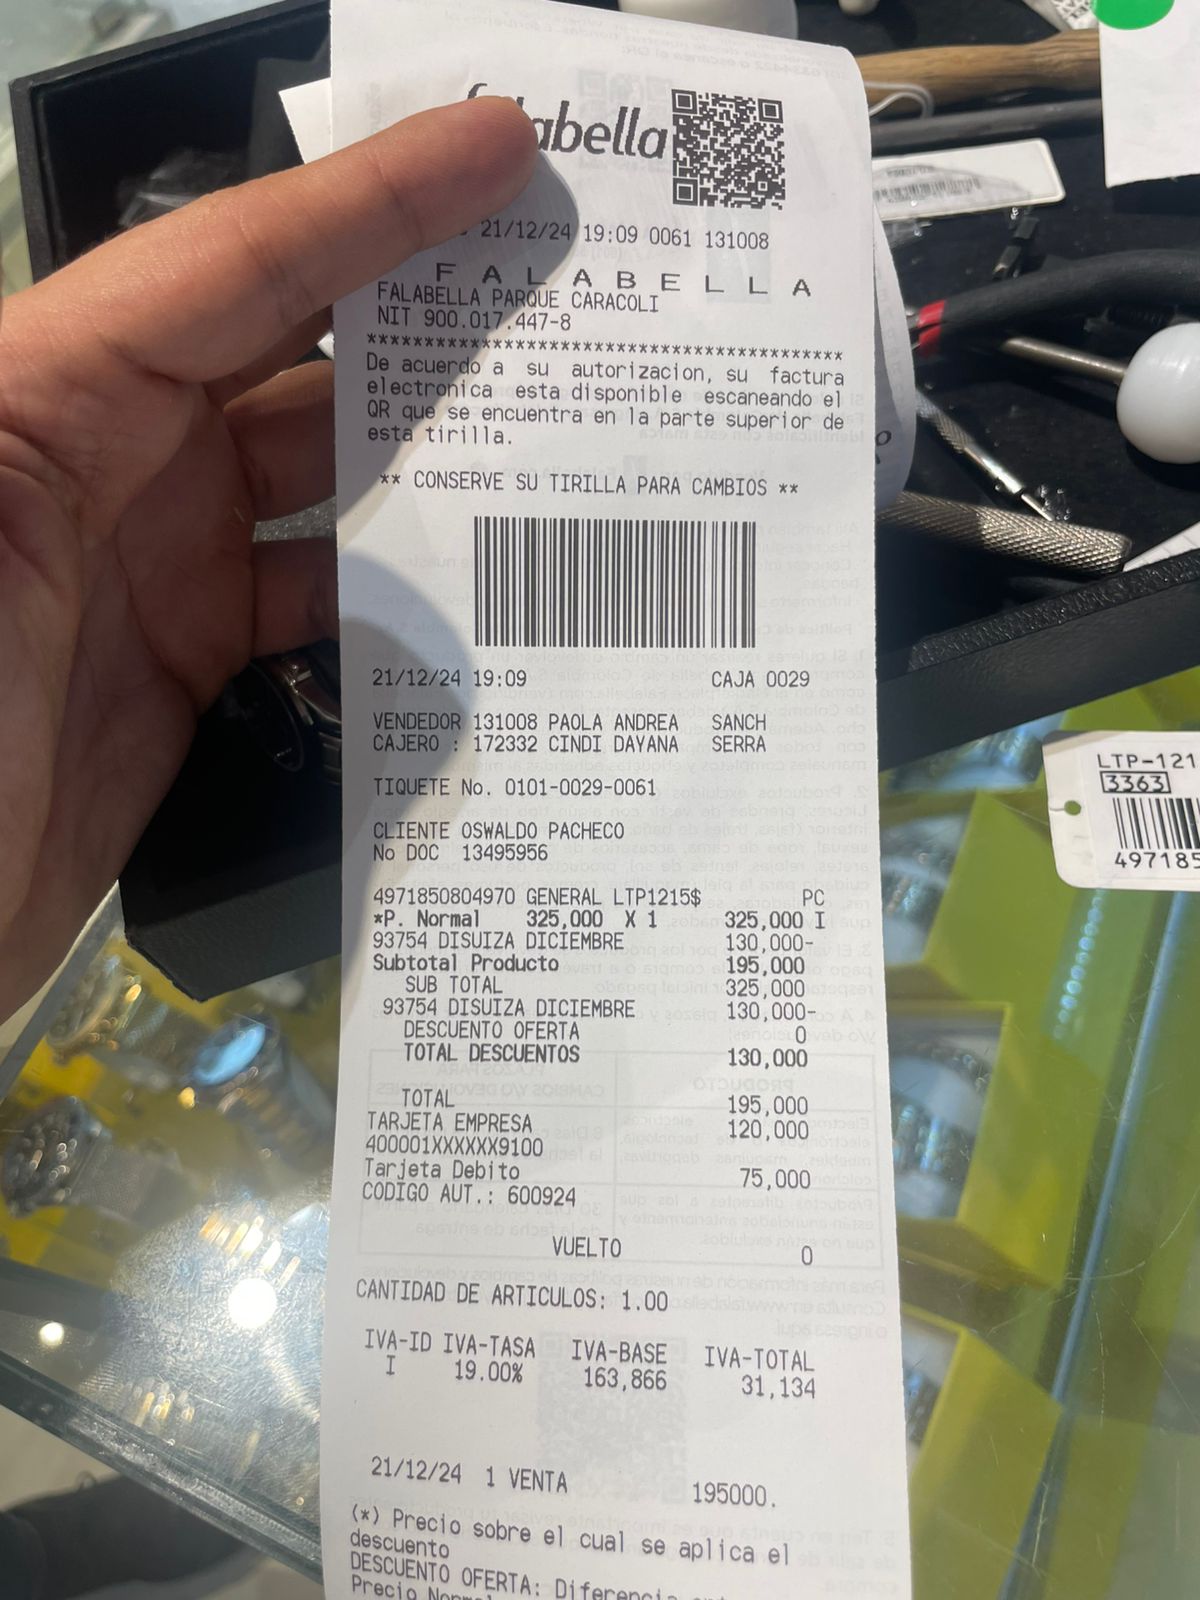 abella
21/12/24 19:09 0061 131008
F A L A B E L L A
FALABELLA PARQUE CARACOLI
NIT 900.017.447-8
******************************************
De acuerdo a su autorizacion, su factura
electronica esta disponible escaneando el
QR que se encuentra en la parte superior de
esta tirilla.
** CONSERVE SU TIRILLA PARA CAMBIOS **
21/12/24 19:09 CAJA 0029
VENDEDOR 131008 PAOLA ANDREA SANCH
CAJERO : 172332 CINDI DAYANA SERRA
TIQUETE No. 0101-0029-0061
CLIENTE OSWALDO PACHECO
No DOC 13495956
4971850804970 GENERAL LTP1215$ PC
*P. Normal 325,000 X 1 325,000 I
93754 DISUIZA DICIEMBRE 130,000-
Subtotal Producto 195,000
SUB TOTAL 325,000
93754 DISUIZA DICIEMBRE 130,000-
DESCUENTO OFERTA 0
TOTAL DESCUENTOS 130,000
TOTAL 195,000
TARJETA EMPRESA 120,000
400001XXXXXX9100
Tarjeta Debito 75,000
CODIGO AUT.: 600924
VUELTO 0
CANTIDAD DE ARTICULOS: 1.00
IVA-ID IVA-TASA IVA-BASE IVA-TOTAL
I 19.00% 163,866 31,134
21/12/24 1 VENTA 195000.
(*) Precio sobre el cual se aplica el
descuento
DESCUENTO OFERTA: Diferencia
Precio
LTP-121
3363
497185